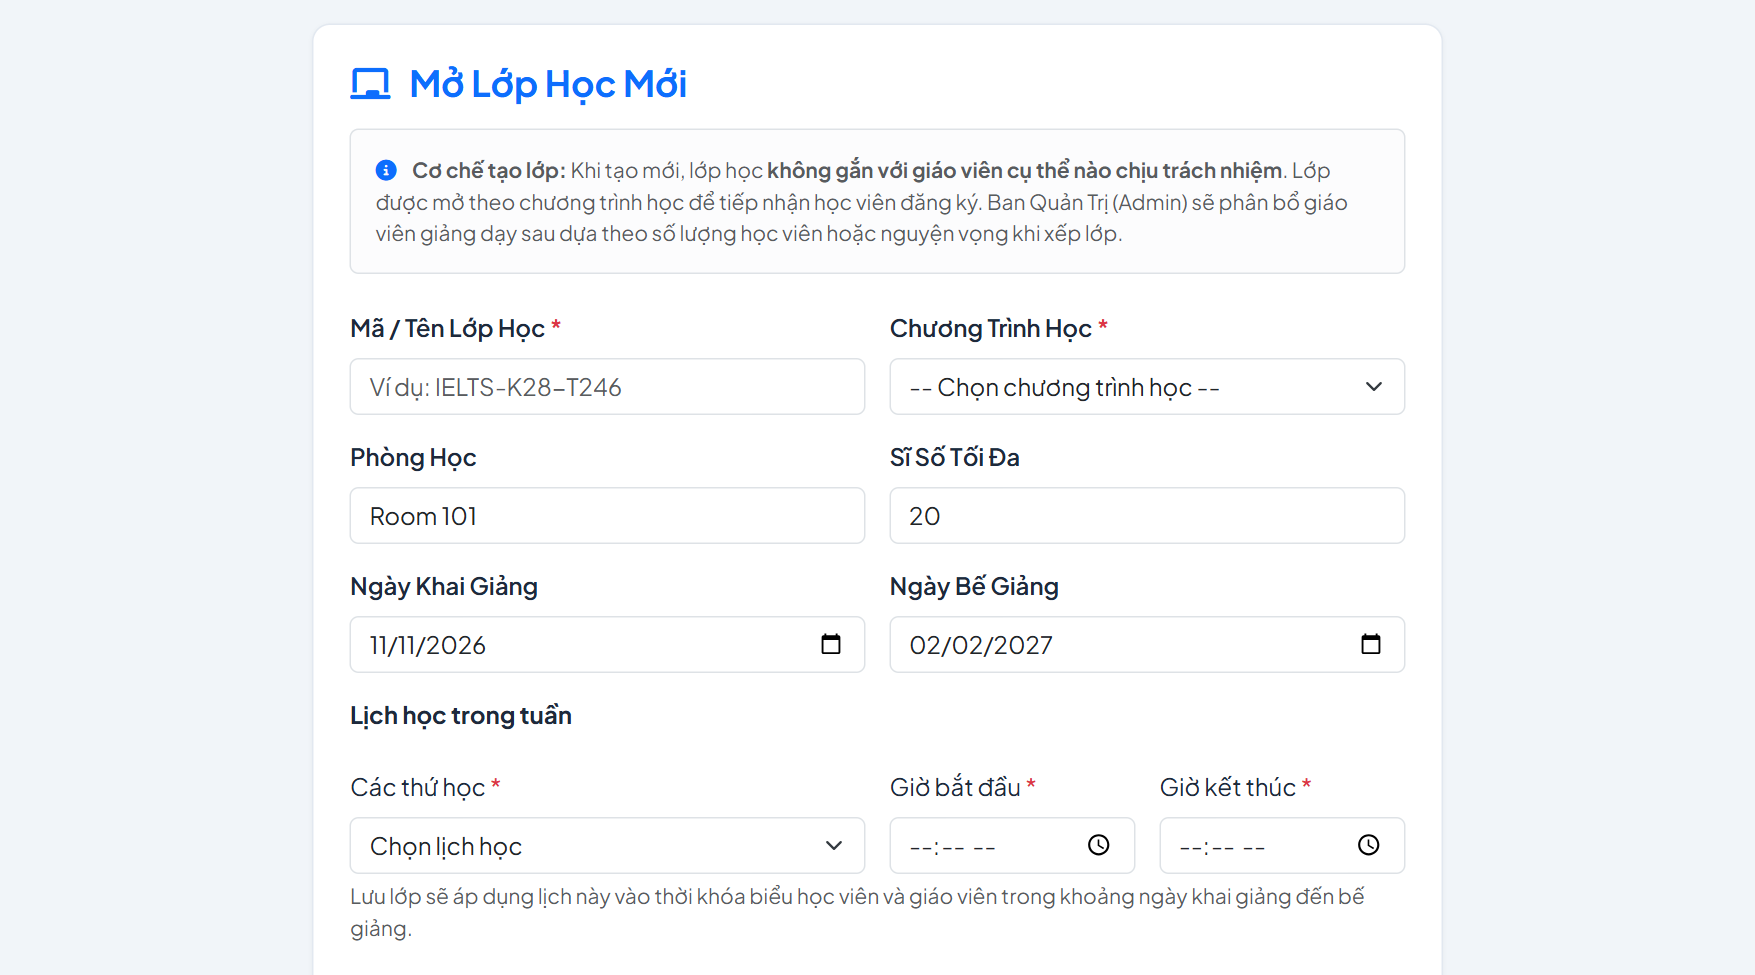 Mở Lớp Học Mới
Cơ chế tạo lớp: Khi tạo mới, lớp học không gắn với giáo viên cụ thể nào chịu trách nhiệm. Lớp
được mở theo chương trình học để tiếp nhận học viên đăng ký. Ban Quản Trị (Admin) sẽ phân bổ giáo
viên giảng dạy sau dựa theo số lượng học viên hoặc nguyện vọng khi xếp lớp.
Mã / Tên Lớp Học *
Chương Trình Học *
Ví dụ: IELTS-K28-T246
-- Chọn chương trình học --
Phòng Học
Sĩ Số Tối Đa
Room 101
20
Ngày Khai Giảng
Ngày Bế Giảng
11/11/2026
02/02/2027
Lịch học trong tuần
Các thứ học *
Giờ bắt đầu *
Giờ kết thúc *
Chọn lịch học
--:-- --
--:-- --
Lưu lớp sẽ áp dụng lịch này vào thời khóa biểu học viên và giáo viên trong khoảng ngày khai giảng đến bế
giảng.